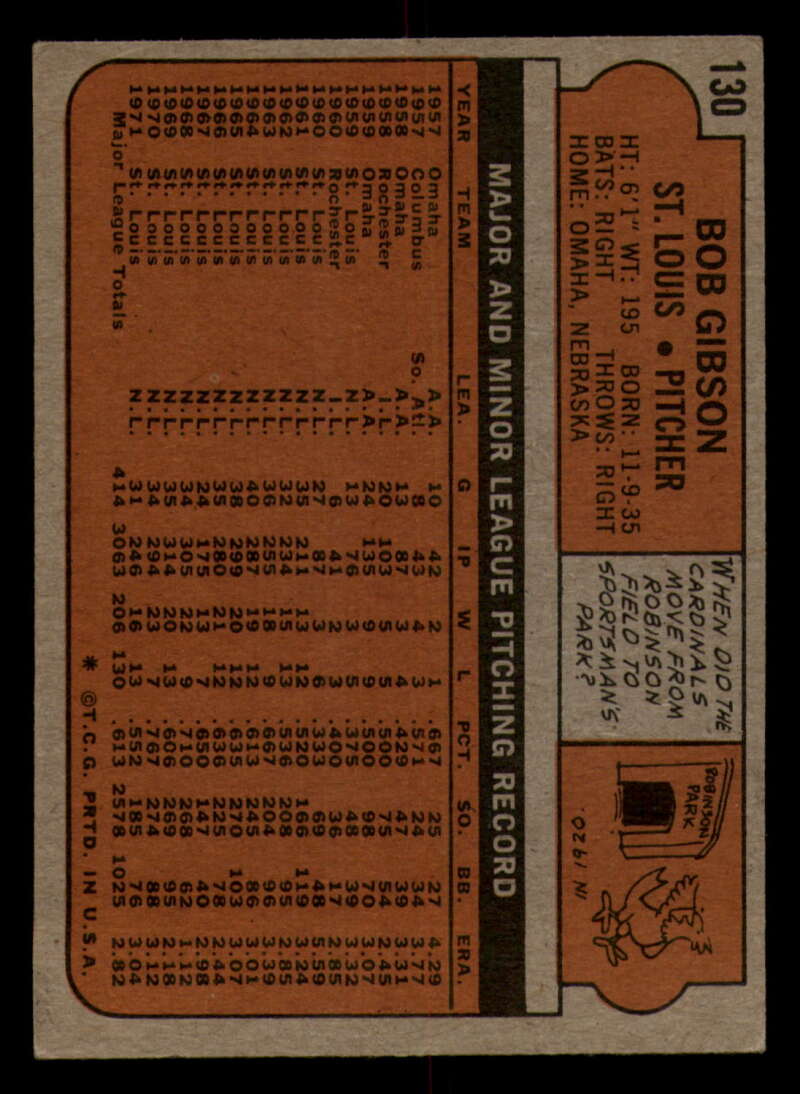 130
BOB GIBSON
ST. LOUIS • PITCHER
HT: 6'1" WT: 195 BORN: 11-9-35
BATS: RIGHT THROWS: RIGHT
HOME: OMAHA, NEBRASKA
WHEN DID THE
CARDINALS
MOVE FROM
ROBINSON
FIELD TO
SPORTSMAN'S
PARK?
ROBINSON
PARK
IN 1920.
MAJOR AND MINOR LEAGUE PITCHING RECORD
YEAR TEAM LEA. G IP W L PCT. SO. BB. ERA.
1957 Omaha A.A. 10 42 2 1 .667 25 27 4.29
1957 Columbus So. Atl. 8 43 4 3 .571 24 34 3.77
1958 Omaha A.A. 13 87 3 4 .429 47 39 3.31
1958 Rochester I.L. 20 103 5 5 .500 75 54 2.45
1959 Omaha A.A. 24 135 9 9 .500 98 70 3.07
1959 St. Louis N.L. 13 76 3 5 .375 48 39 3.32
1960 Rochester I.L. 6 41 2 3 .400 36 17 2.85
1960 St. Louis N.L. 27 87 3 6 .333 69 48 5.59
1961 St. Louis N.L. 35 211 13 12 .520 166 119 3.24
1962 St. Louis N.L. 32 234 15 13 .536 208 95 2.85
1963 St. Louis N.L. 36 255 18 9 .667 204 96 3.39
1964 St. Louis N.L. 40 287 19 12 .613 245 86 3.01
1965 St. Louis N.L. 38 299 20 12 .635 270 103 3.07
1966 St. Louis N.L. 35 280 21 12 .636 225 78 2.44
1967 St. Louis N.L. 24 175 13 7 .650 147 40 2.98
1968 St. Louis N.L. 34 305 22 9 .710 268 62 1.12
1969 St. Louis N.L. 35 314 20 13 .606 269 95 2.18
1970 St. Louis N.L. 34 294 23 7 .767 274 88 3.12
1971 St. Louis N.L. 31 246 16 13 .552 185 76 3.04
Major League Totals 414 3063 206 130 .613 2578 1025 2.82
* ©T.C.G. PRTD. IN U.S.A.